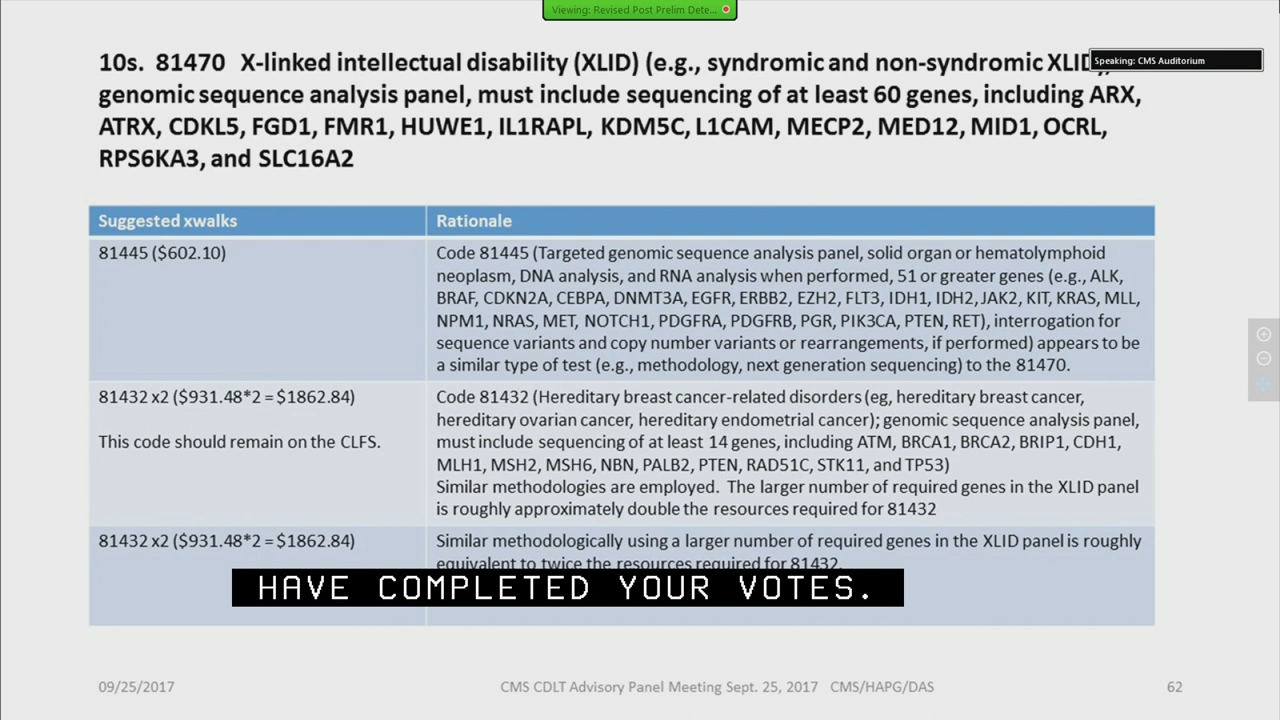 Viewing: Revised Post Prelim Dete...
10s. 81470 X-linked intellectual disability (XLID) (e.g., syndromic and non-syndromic XLID),
Speaking: CMS Auditorium
genomic sequence analysis panel, must include sequencing of at least 60 genes, including ARX,
ATRX, CDKL5, FGD1, FMR1, HUWE1, IL1RAPL, KDM5C, L1CAM, MECP2, MED12, MID1, OCRL,
RPS6KA3, and SLC16A2
Suggested xwalks
Rationale
81445 ($602.10)
Code 81445 (Targeted genomic sequence analysis panel, solid organ or hematolymphoid
neoplasm, DNA analysis, and RNA analysis when performed, 51 or greater genes (e.g., ALK,
BRAF, CDKN2A, CEBPA, DNMT3A, EGFR, ERBB2, EZH2, FLT3, IDH1, IDH2, JAK2, KIT, KRAS, MLL,
NPM1, NRAS, MET, NOTCH1, PDGFRA, PDGFRB, PGR, PIK3CA, PTEN, RET), interrogation for
sequence variants and copy number variants or rearrangements, if performed) appears to be
a similar type of test (e.g., methodology, next generation sequencing) to the 81470.
81432 x2 ($931.48*2 = $1862.84)
This code should remain on the CLFS.
Code 81432 (Hereditary breast cancer-related disorders (eg, hereditary breast cancer,
hereditary ovarian cancer, hereditary endometrial cancer); genomic sequence analysis panel,
must include sequencing of at least 14 genes, including ATM, BRCA1, BRCA2, BRIP1, CDH1,
MLH1, MSH2, MSH6, NBN, PALB2, PTEN, RAD51C, STK11, and TP53)
Similar methodologies are employed. The larger number of required genes in the XLID panel
is roughly approximately double the resources required for 81432
81432 x2 ($931.48*2 = $1862.84)
Similar methodologically using a larger number of required genes in the XLID panel is roughly
equivalent to twice the resources required for 81432.
HAVE COMPLETED YOUR VOTES.
09/25/2017
CMS CDLT Advisory Panel Meeting Sept. 25, 2017 CMS/HAPG/DAS
62